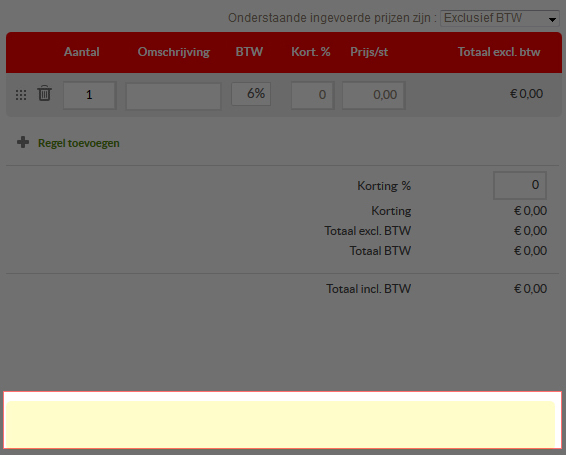 Onderstaande ingevoerde prijzen zijn : Exclusief BTW
Aantal Omschrijving BTW Kort. % Prijs/st Totaal excl. btw
1 6% 0 0,00 € 0,00
Regel toevoegen
Korting % 0
Korting € 0,00
Totaal excl. BTW € 0,00
Totaal BTW € 0,00
Totaal incl. BTW € 0,00